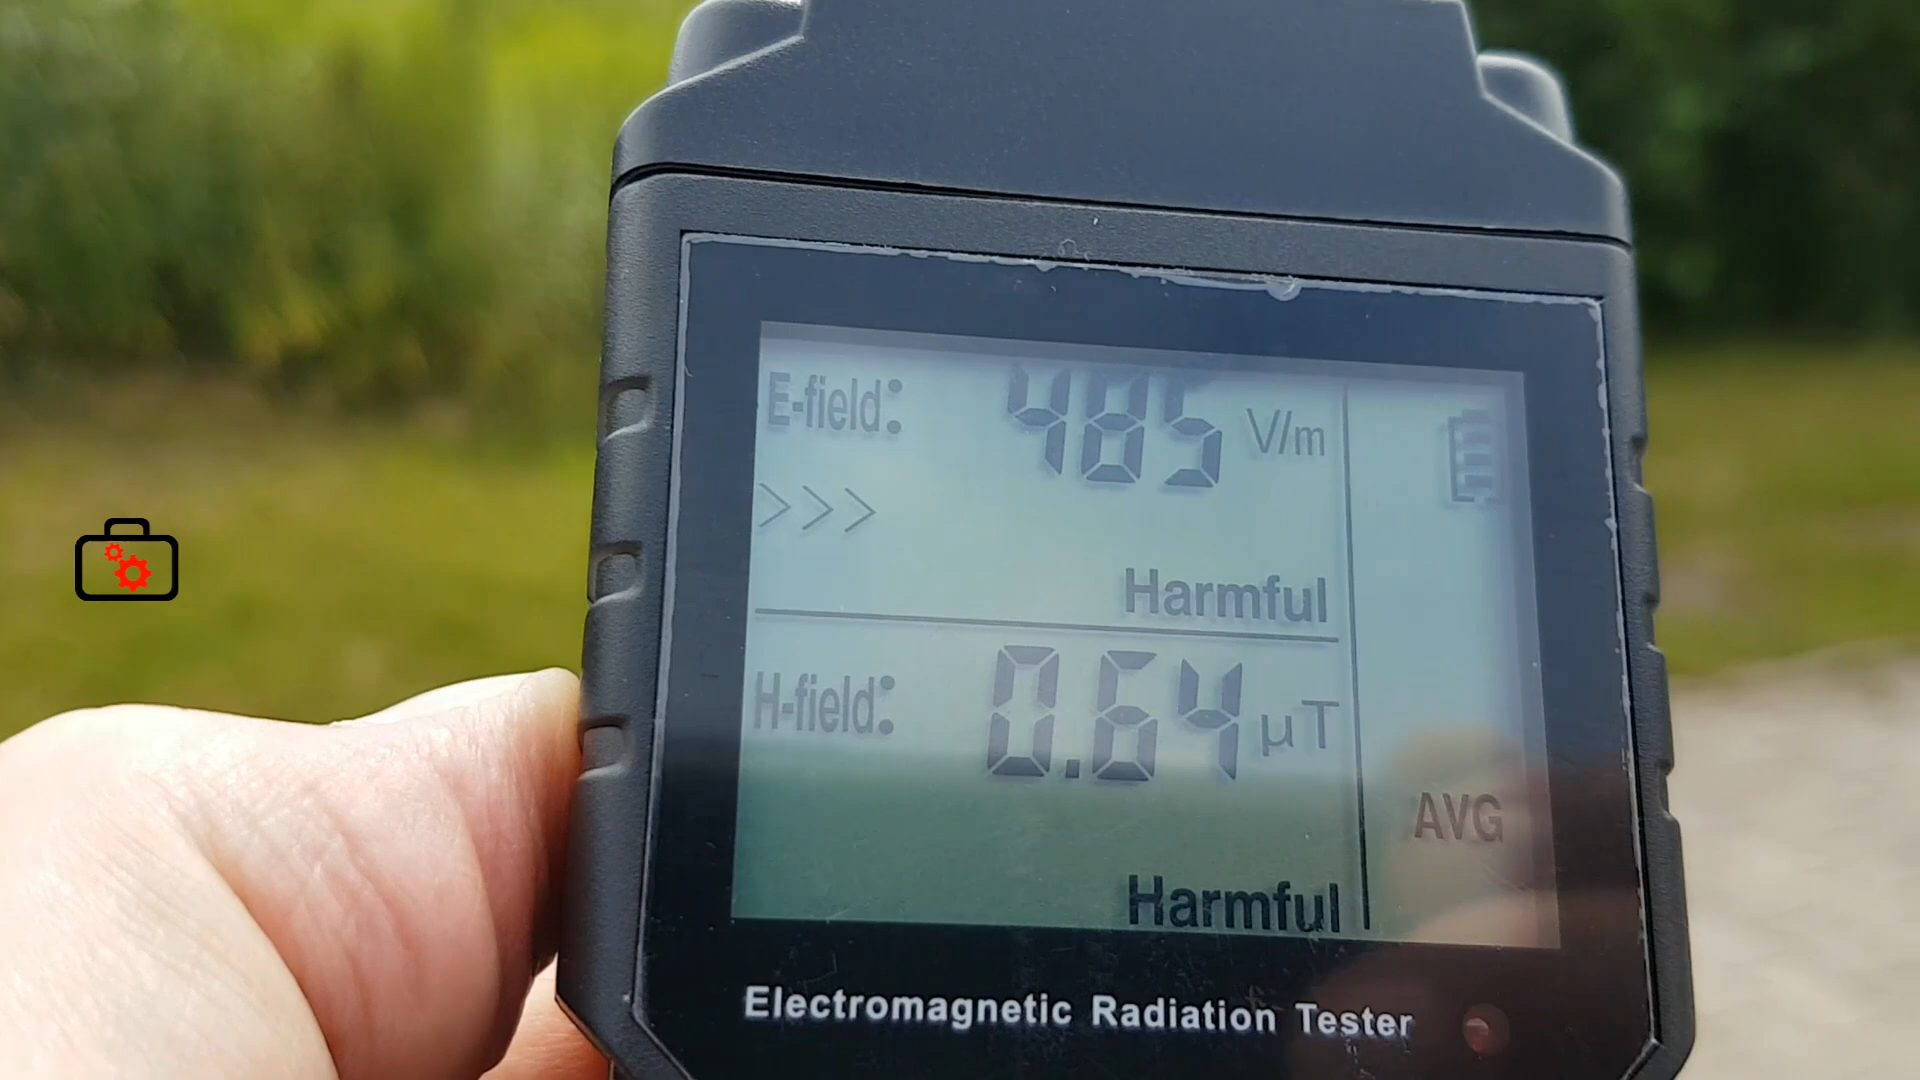 E-field: 485 V/m
>>>
Harmful
H-field: 0.64 µT
AVG
Harmful
Electromagnetic Radiation Tester